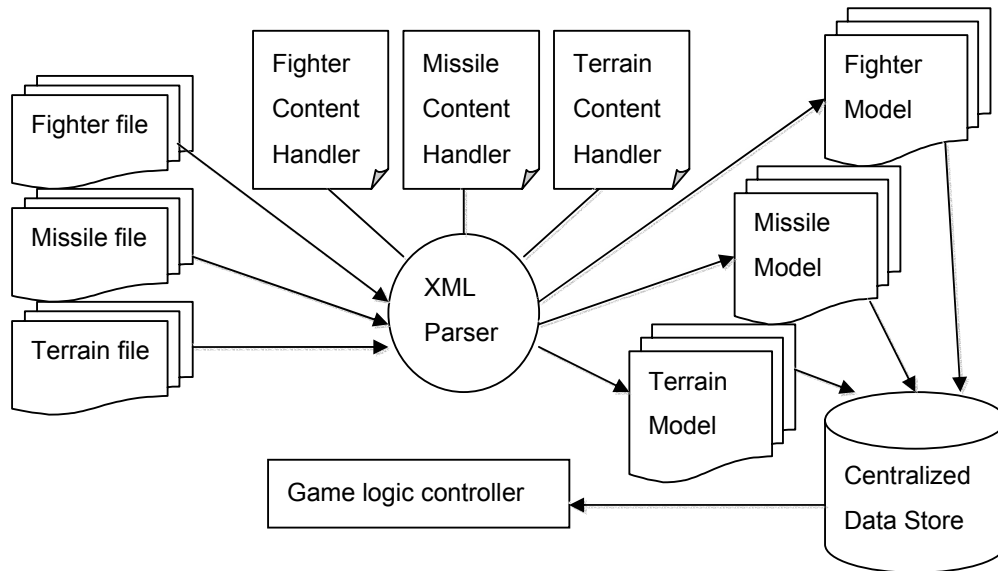 Fighter file
Missile file
Terrain file
Fighter
Content
Handler
Missile
Content
Handler
Terrain
Content
Handler
XML
Parser
Fighter
Model
Missile
Model
Terrain
Model
Centralized
Data Store
Game logic controller